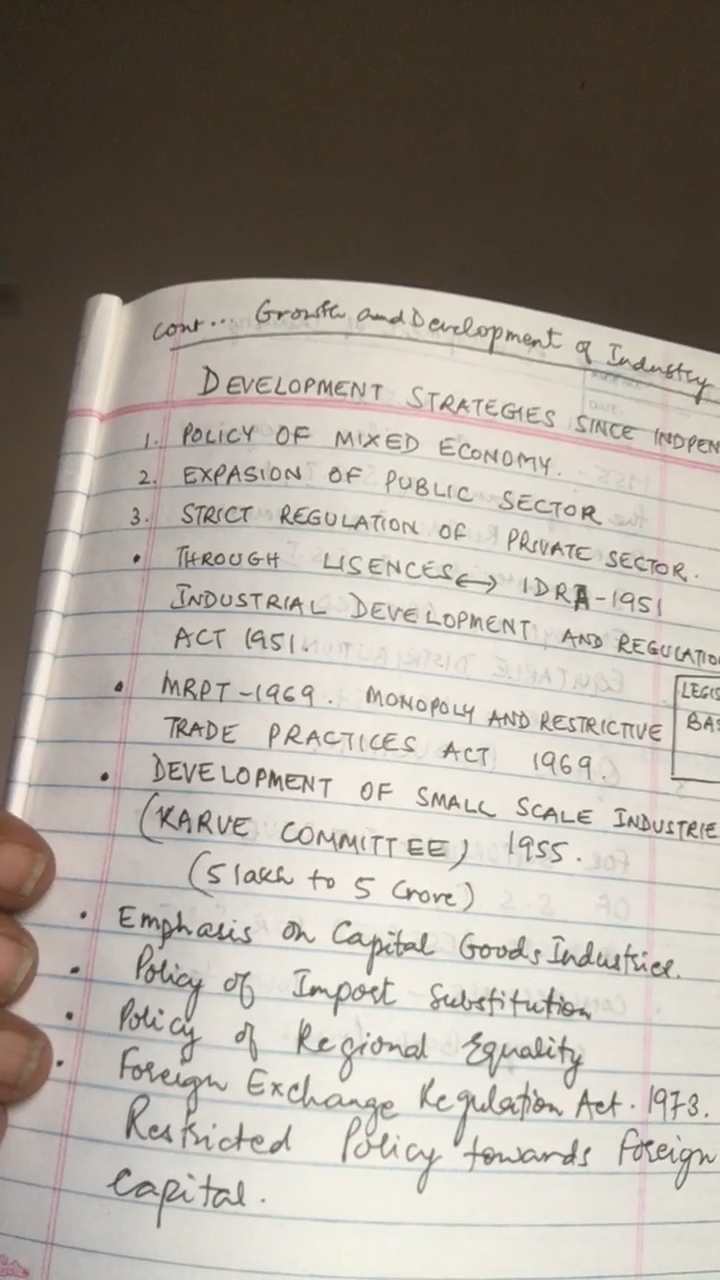 cont... Growth and Development of Industry
DEVELOPMENT STRATEGIES SINCE INDPEN
1. POLICY OF MIXED ECONOMY.
2. EXPASION OF PUBLIC SECTOR
3. STRICT REGULATION OF PRIVATE SECTOR.
• THROUGH LISENCES ↔ IDRA-1951
INDUSTRIAL DEVELOPMENT AND REGULATIO
ACT 1951.
• MRPT-1969. MONOPOLY AND RESTRICTIVE
TRADE PRACTICES ACT 1969.
LEGIS
BAS
• DEVELOPMENT OF SMALL SCALE INDUSTRIE
(KARVE COMMITTEE) 1955.
(5 lakh to 5 Crore)
• Emphasis on Capital Goods Industries.
• Policy of Import Substitution
• Policy of Regional Equality
• Foreign Exchange Regulation Act. 1973.
Restricted Policy towards foreign
capital.